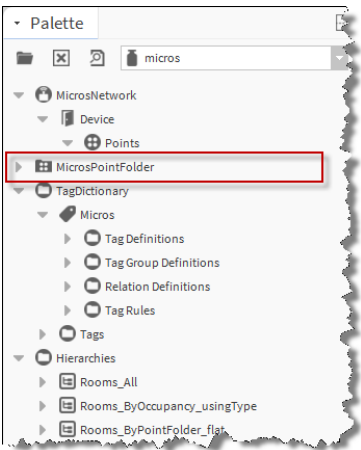 Palette
micros
MicrosNetwork
Device
Points
MicrosPointFolder
TagDictionary
Micros
Tag Definitions
Tag Group Definitions
Relation Definitions
Tag Rules
Tags
Hierarchies
Rooms_All
Rooms_ByOccupancy_usingType
Rooms_ByPointFolder_flat